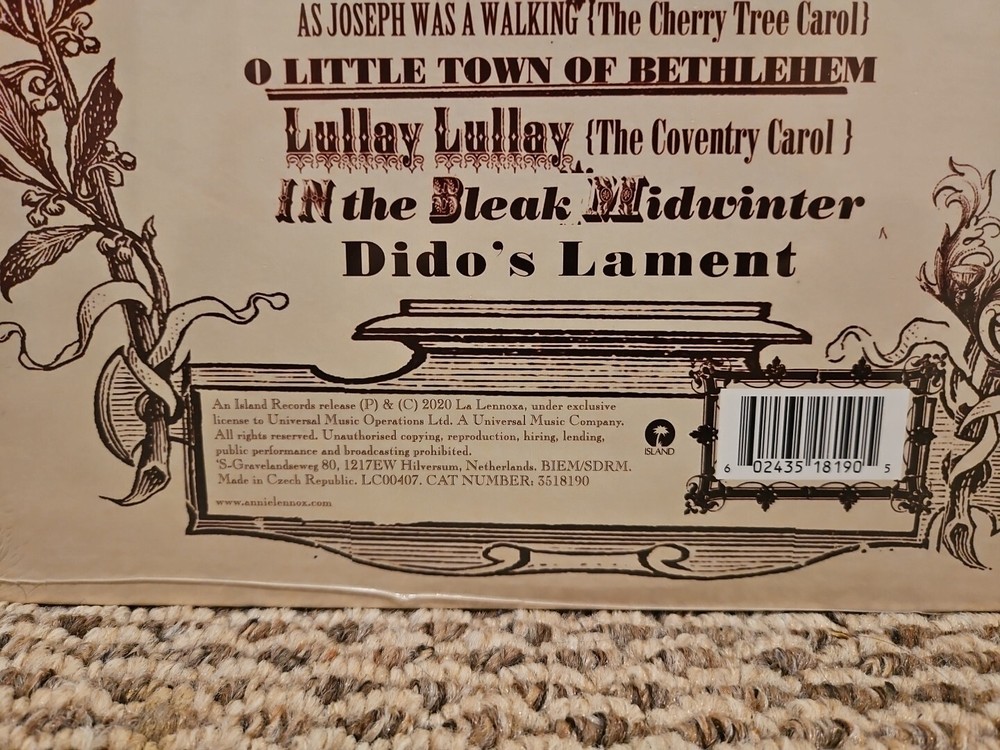 AS JOSEPH WAS A WALKING {The Cherry Tree Carol}
O LITTLE TOWN OF BETHLEHEM
Lullay Lullay {The Coventry Carol }
IN the Bleak Midwinter
Dido's Lament
An Island Records release (P) & (C) 2020 La Lennoxa, under exclusive
license to Universal Music Operations Ltd. A Universal Music Company.
All rights reserved. Unauthorised copying, reproduction, hiring, lending,
public performance and broadcasting prohibited.
'S-Gravelandseweg 80, 1217EW Hilversum, Netherlands. BIEM/SDRM.
Made in Czech Republic. LC00407. CAT NUMBER: 3518190
www.annielennox.com
ISLAND
6 02435 18190 5